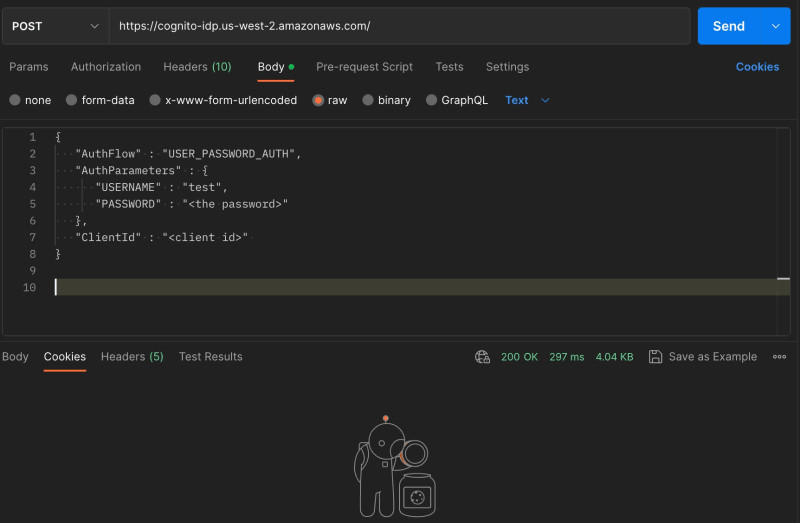 POST https://cognito-idp.us-west-2.amazonaws.com/ Send
Params Authorization Headers (10) Body Pre-request Script Tests Settings Cookies
none form-data x-www-form-urlencoded raw binary GraphQL Text
1 {
2 "AuthFlow" : "USER_PASSWORD_AUTH",
3 "AuthParameters" : {
4 "USERNAME" : "test",
5 "PASSWORD" : "<the password>"
6 },
7 "ClientId" : "<client id>"
8 }
9
10
Body Cookies Headers (5) Test Results 200 OK 297 ms 4.04 KB Save as Example